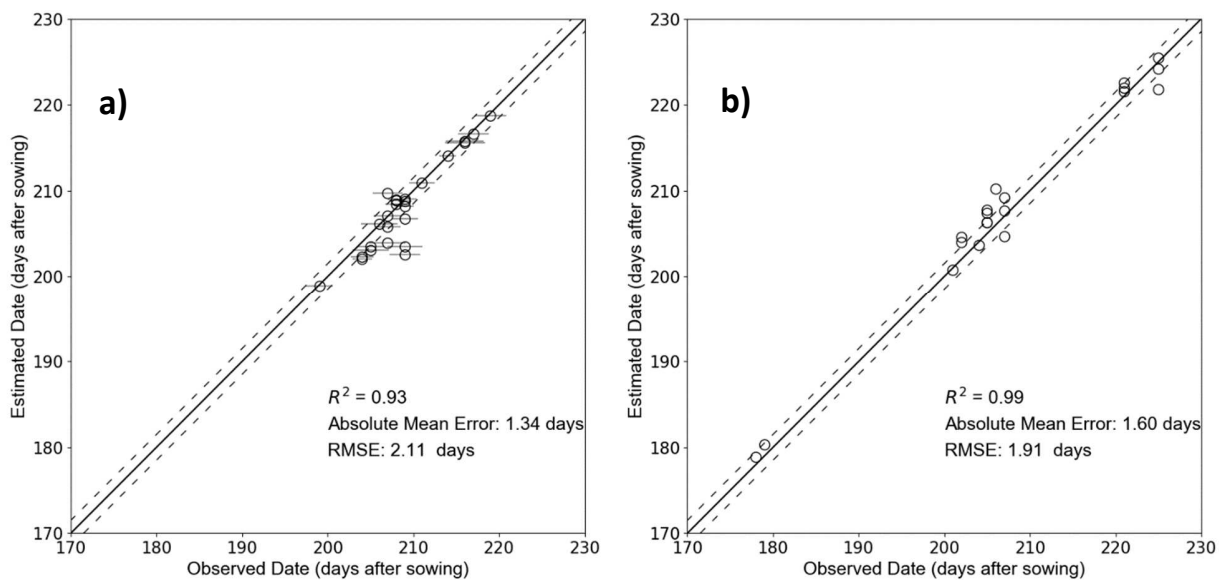 a)
Estimated Date (days after sowing)
230
220
210
200
190
180
170
R² = 0.93
Absolute Mean Error: 1.34 days
RMSE: 2.11 days
170 180 190 200 210 220 230
Observed Date (days after sowing)
b)
Estimated Date (days after sowing)
230
220
210
200
190
180
170
R² = 0.99
Absolute Mean Error: 1.60 days
RMSE: 1.91 days
170 180 190 200 210 220 230
Observed Date (days after sowing)